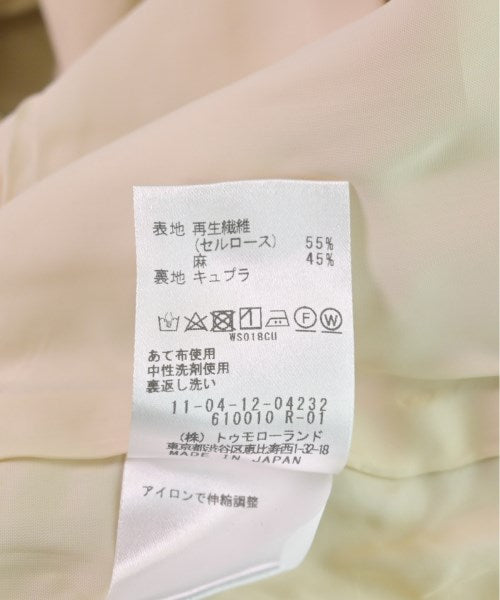 表地 再生繊維
(セルロース) 55%
麻 45%
裏地 キュプラ
F W
WS018CU
あて布使用
中性洗剤使用
裏返し洗い
11-04-12-04232
610010 R-01
(株) トゥモローランド
東京都渋谷区恵比寿西1-32-18
MADE IN JAPAN
アイロンで伸縮調整